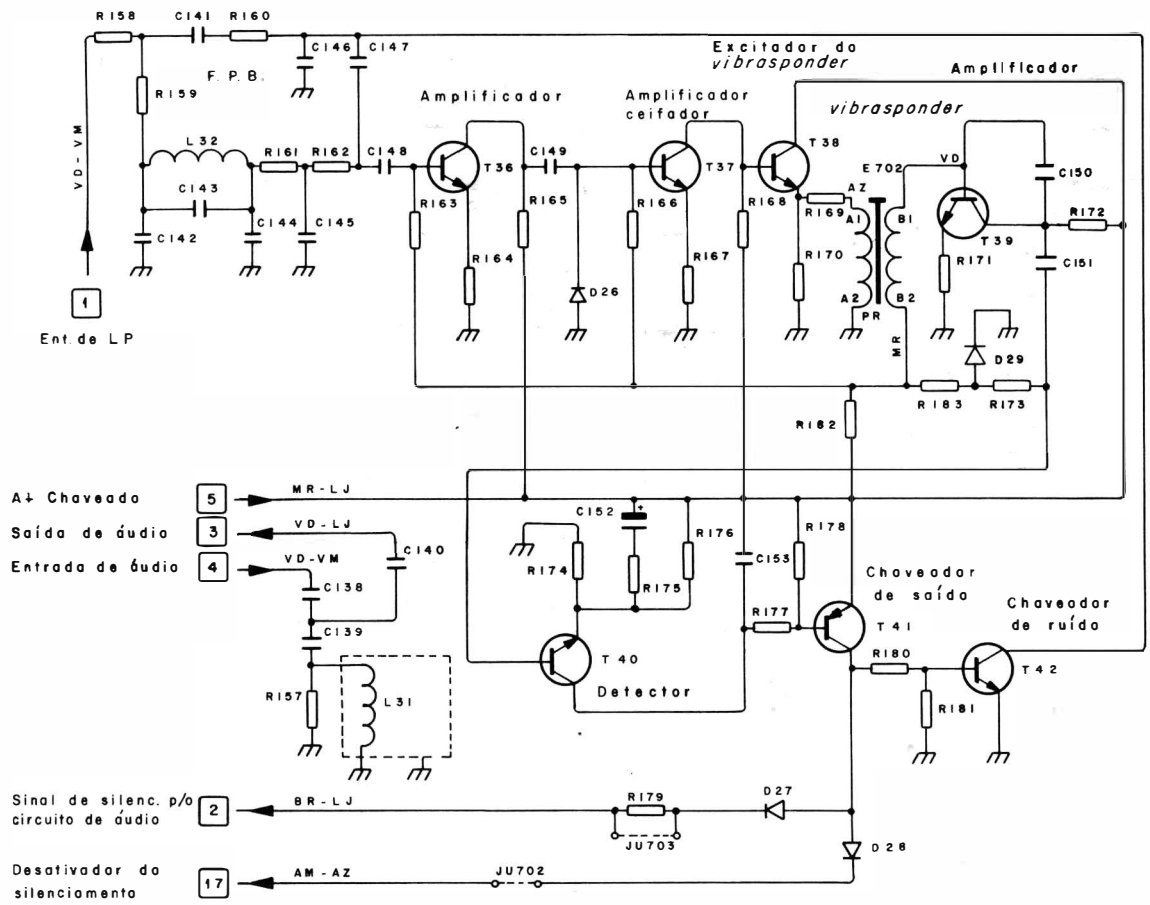 R158
C141
R160
C146
C147
Excitador do
vibrasponder
Amplificador
F. P. B.
R159
Amplificador
Amplificador
ceifador
vibrasponder
T38
L32
R161
R162
C148
T36
C149
T37
E702
VD
C150
VD-VM
C143
R163
R165
R166
R168
R169
AZ
A1
B1
T39
R172
C142
C144
C145
R164
R167
R170
R171
C151
D26
A2
B2
PR
1
Ent. de LP
MR
D29
R183
R173
R182
A+ Chaveado
5
MR-LJ
Saída de áudio
3
VD-LJ
C140
C152
+
R176
R178
Entrada de áudio
4
VD-VM
C138
R174
R175
C153
Chaveador
de saída
C139
R177
T41
Chaveador
de ruído
T40
R180
T42
R157
L31
Detector
R181
Sinal de silenc. p/o
circuito de áudio
2
BR-LJ
R179
D27
JU703
D28
Desativador do
silenciamento
17
AM-AZ
JU702